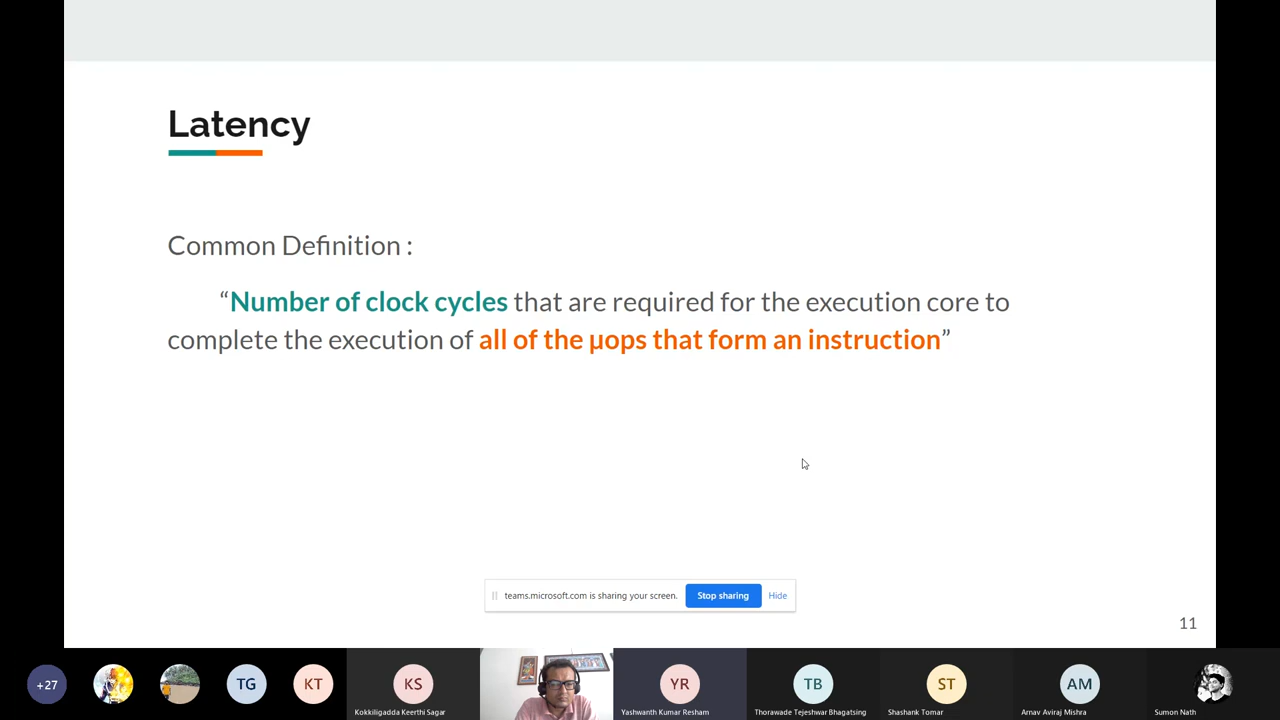 Latency
Common Definition :
“Number of clock cycles that are required for the execution core to
complete the execution of all of the µops that form an instruction”
teams.microsoft.com is sharing your screen.
Stop sharing
Hide
11
+27
TG
KT
KS
YR
TB
ST
AM
Kokkiligadda Keerthi Sagar
Yashwanth Kumar Resham
Thorawade Tejeshwar Bhagatsing
Shashank Tomar
Arnav Aviraj Mishra
Sumon Nath